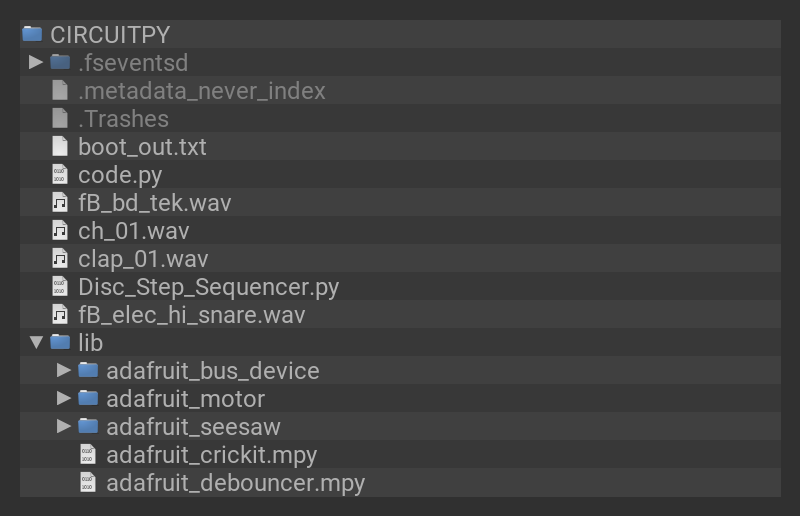 CIRCUITPY
.fseventsd
.metadata_never_index
.Trashes
boot_out.txt
code.py
fB_bd_tek.wav
ch_01.wav
clap_01.wav
Disc_Step_Sequencer.py
fB_elec_hi_snare.wav
lib
adafruit_bus_device
adafruit_motor
adafruit_seesaw
adafruit_crickit.mpy
adafruit_debouncer.mpy